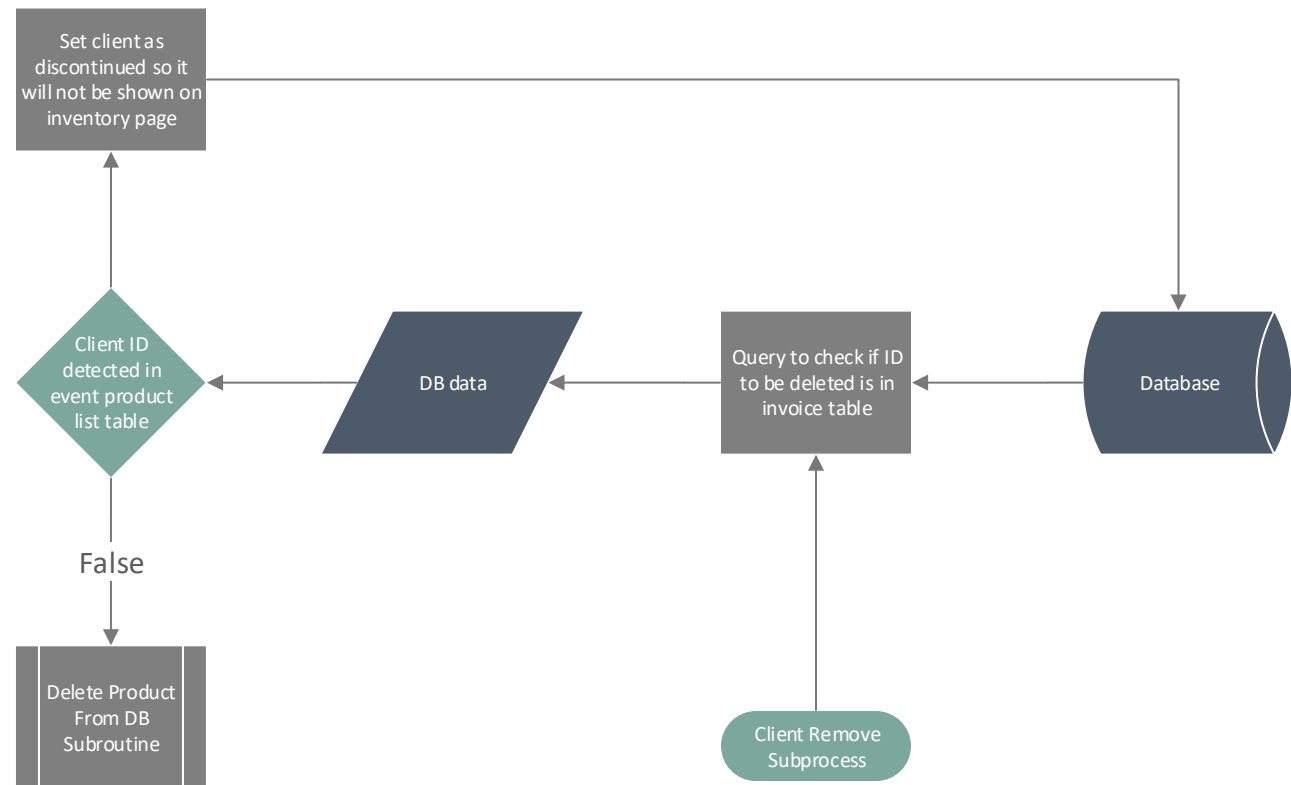 Set client as
discontinued so it
will not be shown on
inventory page
Client ID
detected in
event product
list table
DB data
Query to check if ID
to be deleted is in
invoice table
Database
False
Delete Product
From DB
Subroutine
Client Remove
Subprocess